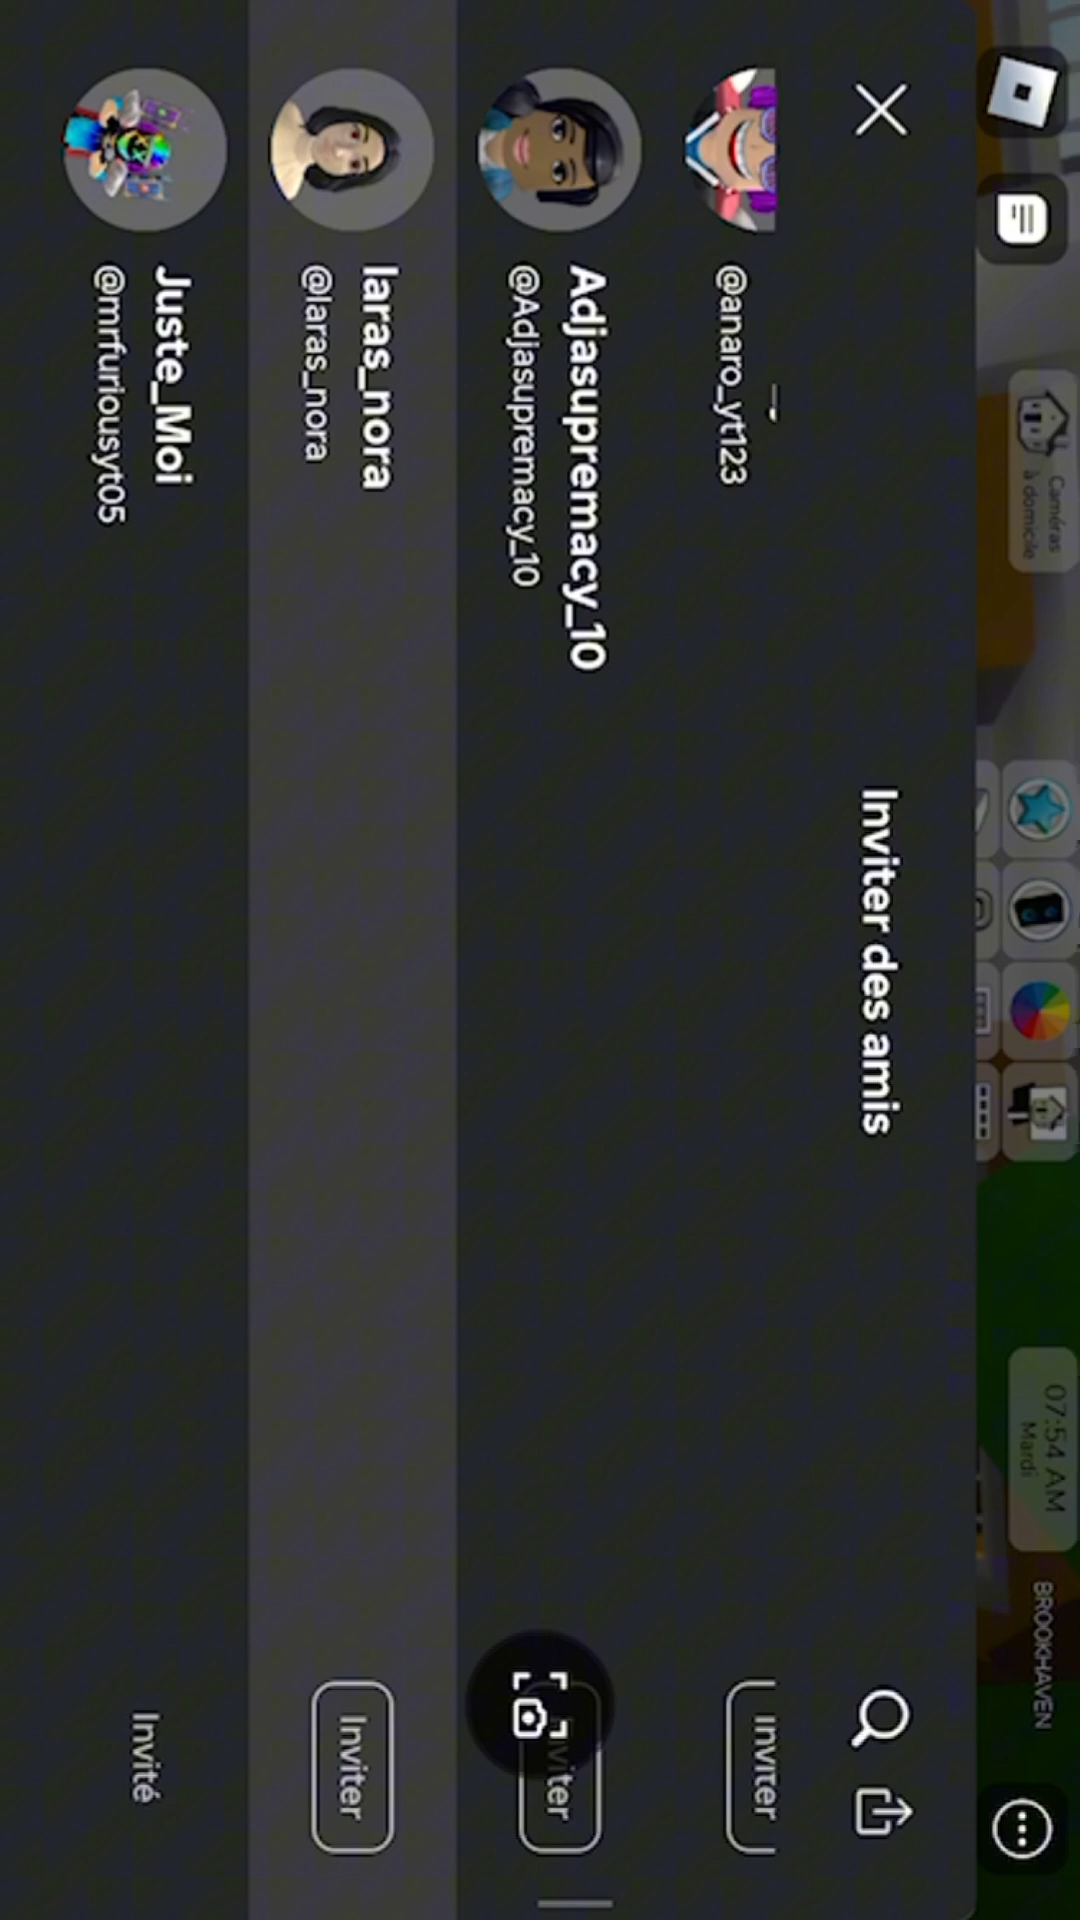 Caméras
à domicile
07:54 AM
Mardi
BROOKHAVEN
Inviter des amis
@anaro_yt123
Inviter
Adjasupremacy_10
@Adjasupremacy_10
Inviter
laras_nora
@laras_nora
Inviter
Juste_Moi
@mrfuriousyt05
Invité